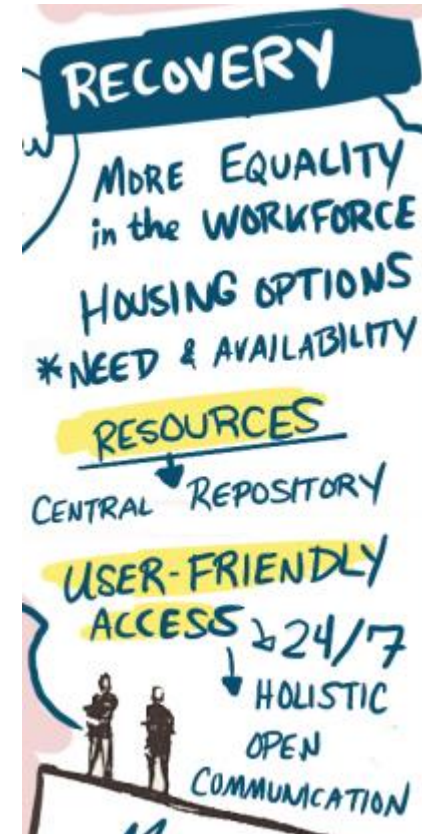 RECOVERY
MORE EQUALITY
in the WORKFORCE
HOUSING OPTIONS
*NEED & AVAILABILITY
RESOURCES
CENTRAL REPOSITORY
USER-FRIENDLY
ACCESS 24/7
HOLISTIC
OPEN
COMMUNICATION